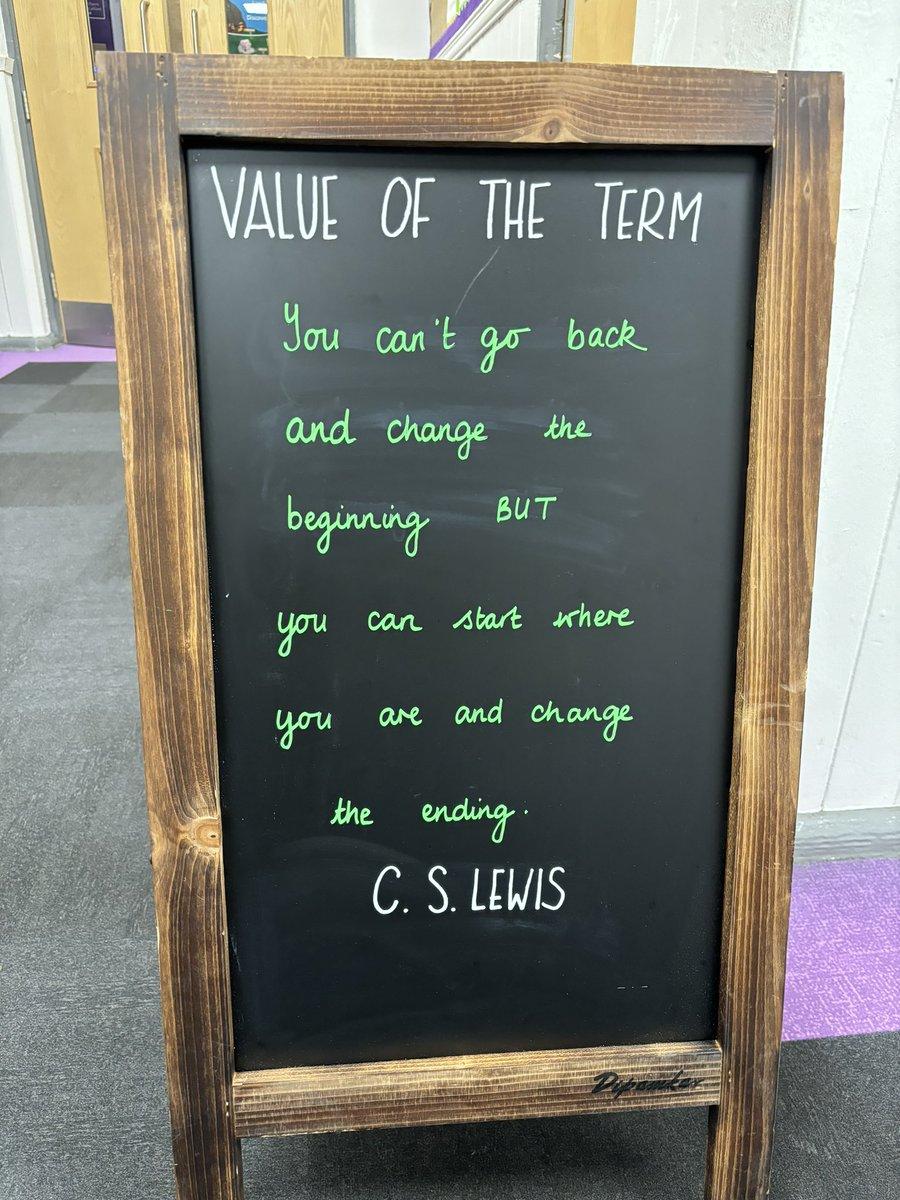 Discover
VALUE OF THE TERM
You can't go back
and change the
beginning BUT
you can start where
you are and change
the ending.
C. S. LEWIS